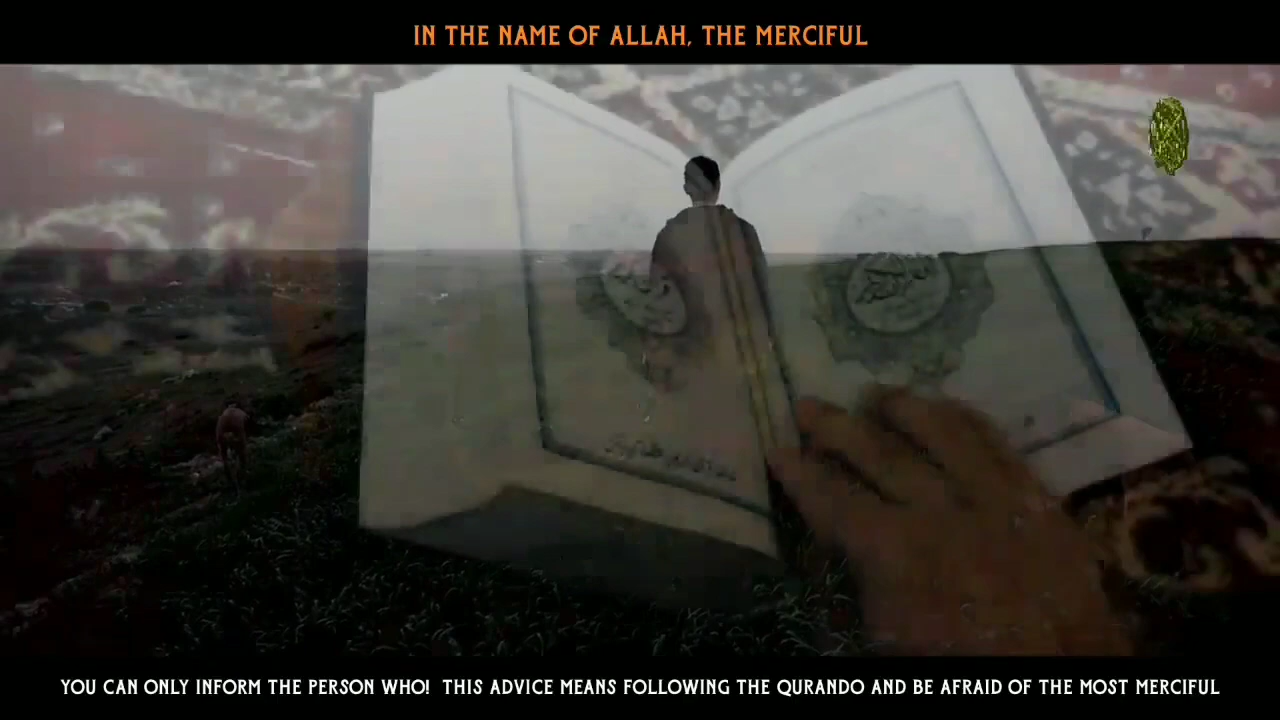 IN THE NAME OF ALLAH, THE MERCIFUL
YOU CAN ONLY INFORM THE PERSON WHO! THIS ADVICE MEANS FOLLOWING THE QURANDO AND BE AFRAID OF THE MOST MERCIFUL